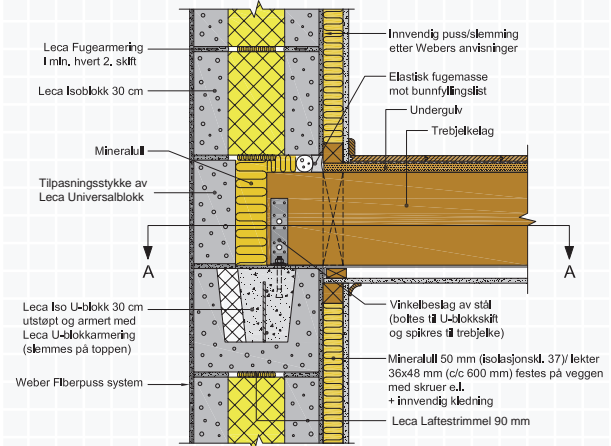 Leca Fugearmering
I min. hvert 2. skift
Leca Isoblokk 30 cm
Mineralull
Tilpasningsstykke av
Leca Universalblokk
A
Leca Iso U-blokk 30 cm
utstøpt og armert med
Leca U-blokkarmering
(slemmes på toppen)
Weber Fiberpuss system
Innvendig puss/slemming
etter Webers anvisninger
Elastisk fugemasse
mot bunnfyllingslist
Undergulv
Trebjelkelag
A
Vinkelbeslag av stål
(boltes til U-blokkskift
og spikres til trebjelke)
Mineralull 50 mm (isolasjonskl. 37)/ lekter
36x48 mm (c/c 600 mm) festes på veggen
med skruer e.l.
+ innvendig kledning
Leca Laftestrimmel 90 mm